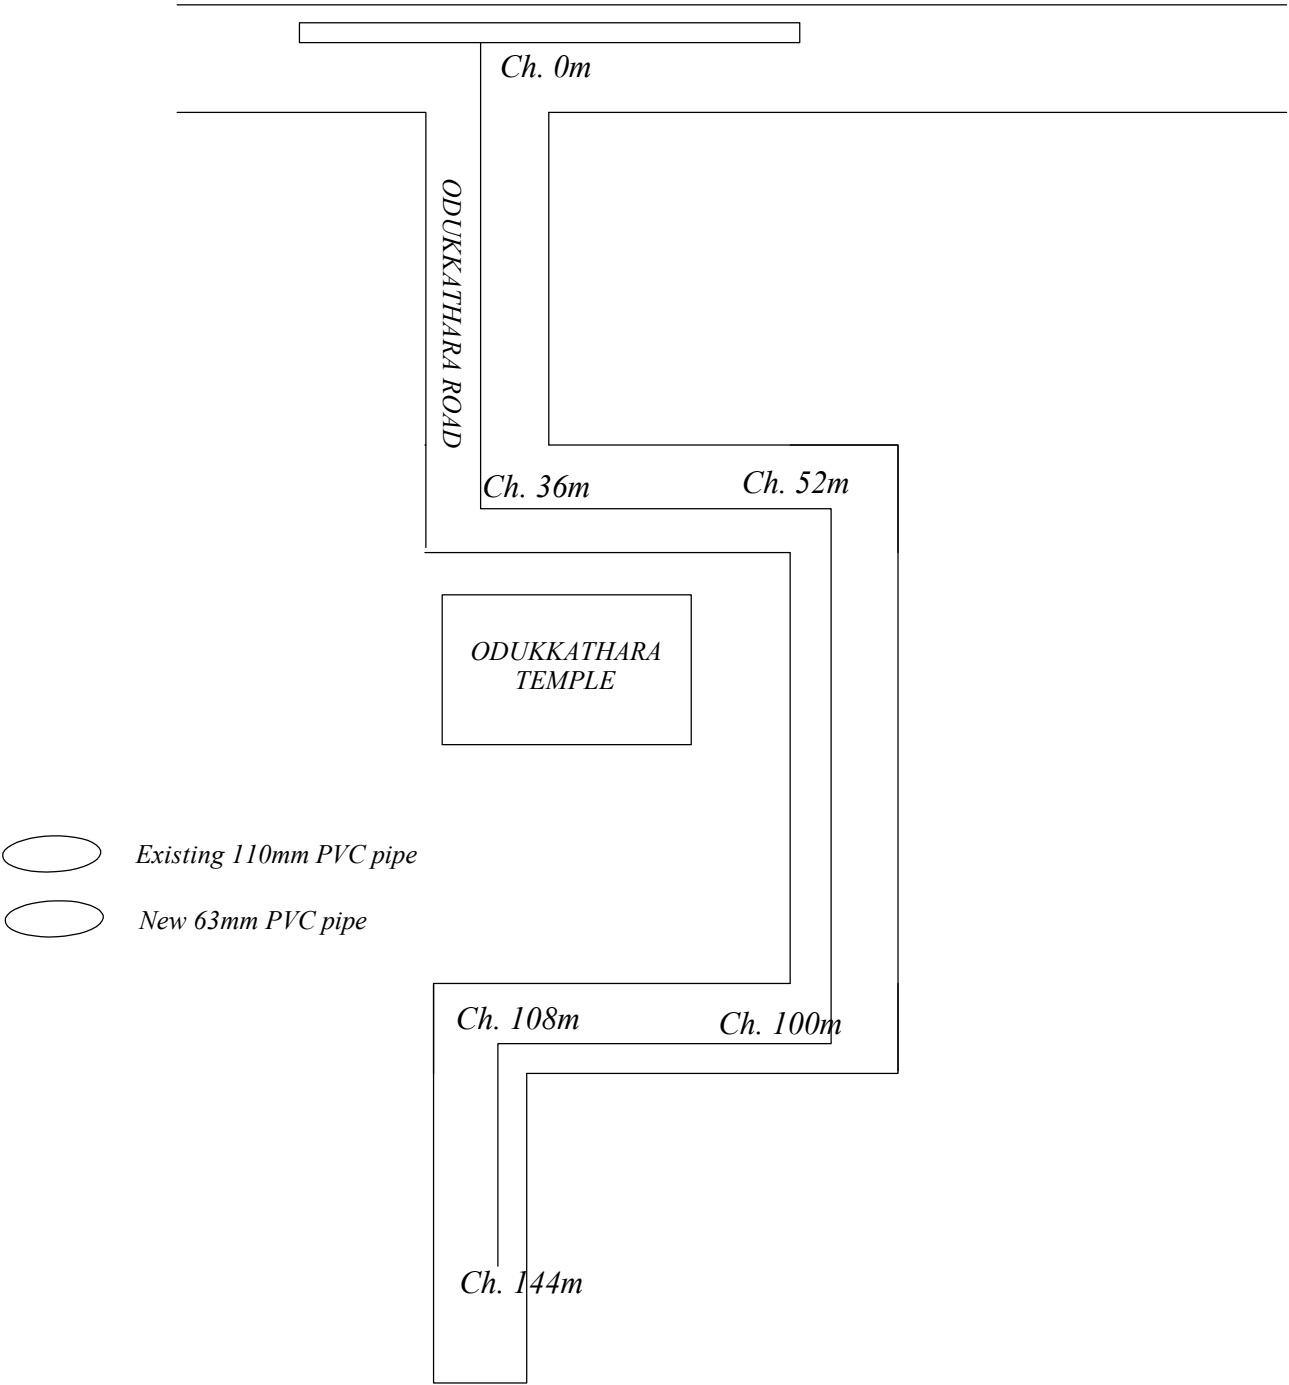 Ch. 0m
ODUKKATHARA ROAD
Ch. 36m
Ch. 52m
ODUKKATHARA
TEMPLE
Existing 110mm PVC pipe
New 63mm PVC pipe
Ch. 108m
Ch. 100m
Ch. 144m